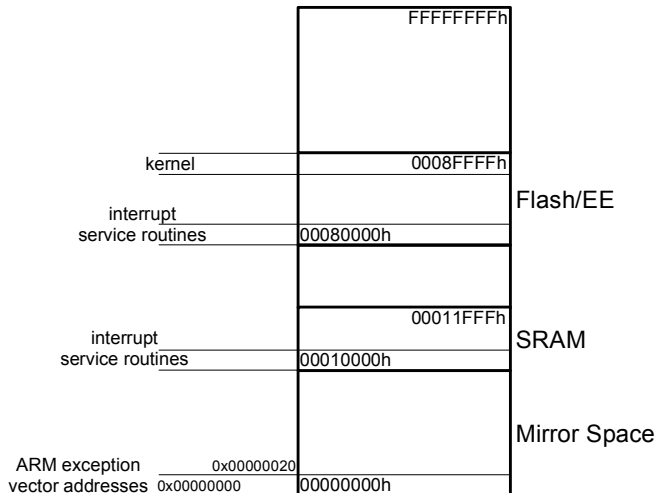 FFFFFFFFh
kernel
0008FFFFh
Flash/EE
interrupt
service routines
00080000h
00011FFFh
SRAM
interrupt
service routines
00010000h
Mirror Space
ARM exception
0x00000020
vector addresses
0x00000000
00000000h